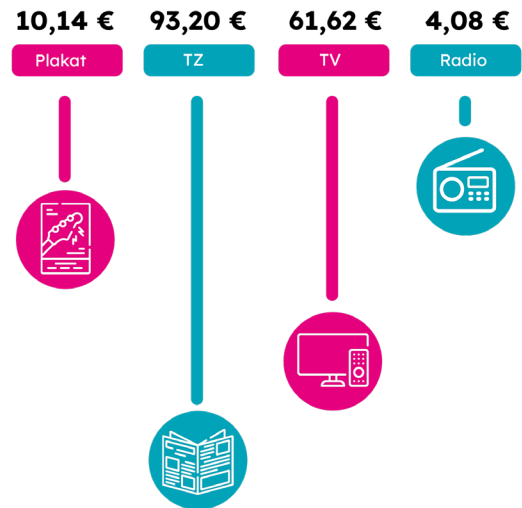 10,14 € 93,20 € 61,62 € 4,08 €
Plakat TZ TV Radio